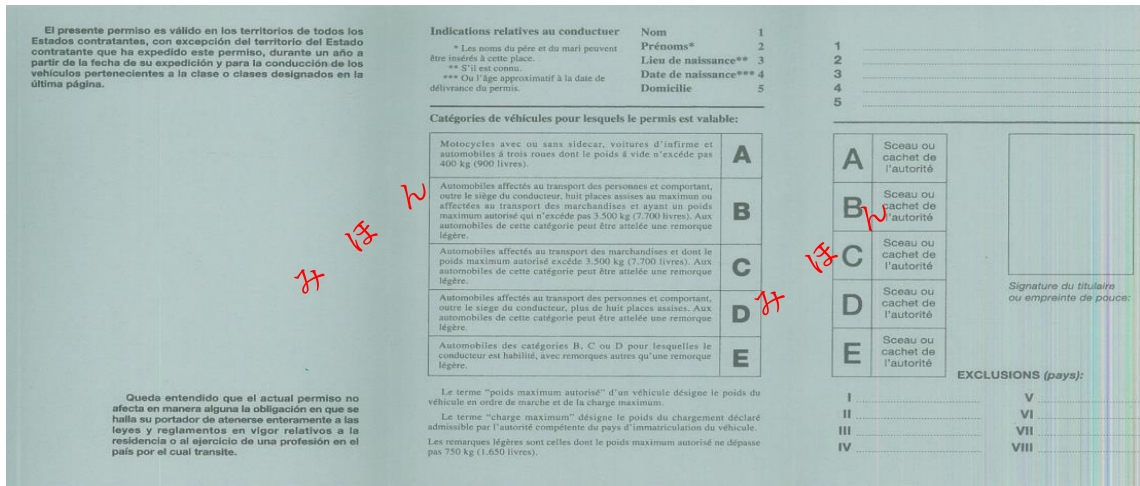 El presente permiso es válido en los territorios de todos los
Estados contratantes, con excepción del territorio del Estado
contratante que ha expedido este permiso, durante un año a
partir de la fecha de su expedición y para la conducción de los
vehículos pertenecientes a la clase o clases designados en la
última página.
Queda entendido que el actual permiso no
afecta en manera alguna la obligación en que se
halla su portador de atenerse enteramente a las
leyes y reglamentos en vigor relativos a la
residencia o al ejercicio de una profesión en el
país por el cual transite.
みほん
Indications relatives au conductuer
* Les noms du pére et du mari peuvent
être insérés à cette place.
** S'il est connu.
*** Ou l'âge approximatif à la date de
délivrance du permis.
Nom 1
Prénoms* 2
Lieu de naissance** 3
Date de naissance*** 4
Domicilie 5
Catégories de véhicules pour lesquels le permis est valable:
Motocycles avec ou sans sidecar, voitures d'infirme et
automobiles á trois roues dont le poids á vide n'excéde pas
400 kg (900 livres).
A
Automobiles affectés au transport des personnes et comportant,
outre le siège du conducteur, huit places assises au maximun ou
affectées au transport des marchandises et ayant un poids
maximum autorisé qui n'excéde pas 3.500 kg (7.700 livres). Aux
automobiles de cette catégorie peut être attelée une remorque
légère.
B
Automobiles affectés au transport des marchandises et dont le
poids maximum autorisé excéde 3.500 kg (7.700 livres). Aux
automobiles de cette catégorie peut être attelée une remorque
légère.
C
Automobiles affectés au transport des personnes et comportant,
outre le siege du conducteur, plus de huit places assises. Aux
automobiles de cette catégorie peut être attelée une remorque
légère.
D
Automobiles des catégories B, C ou D pour lesquelles le
conducteur est habilité, avec remorques autres qu'une remorque
légère.
E
Le terme "poids maximum autorisé" d'un véhicule désigne le poids du
véhicule en ordre de marche et de la charge maximum.
Le terme "charge maximum" désigne le poids du chargement déclaré
admissible par l'autorité compétente du pays d'immatriculation du véhicule.
Les remarques légères sont celles dont le poids maximum autorisé ne dépasse
pas 750 kg (1.650 livres).
みほん
1
2
3
4
5
A Sceau ou
cachet de
l'autorité
B Sceau ou
cachet de
l'autorité
C Sceau ou
cachet de
l'autorité
D Sceau ou
cachet de
l'autorité
E Sceau ou
cachet de
l'autorité
Signature du titulaire
ou empreinte de pouce:
EXCLUSIONS (pays):
I V
II VI
III VII
IV VIII